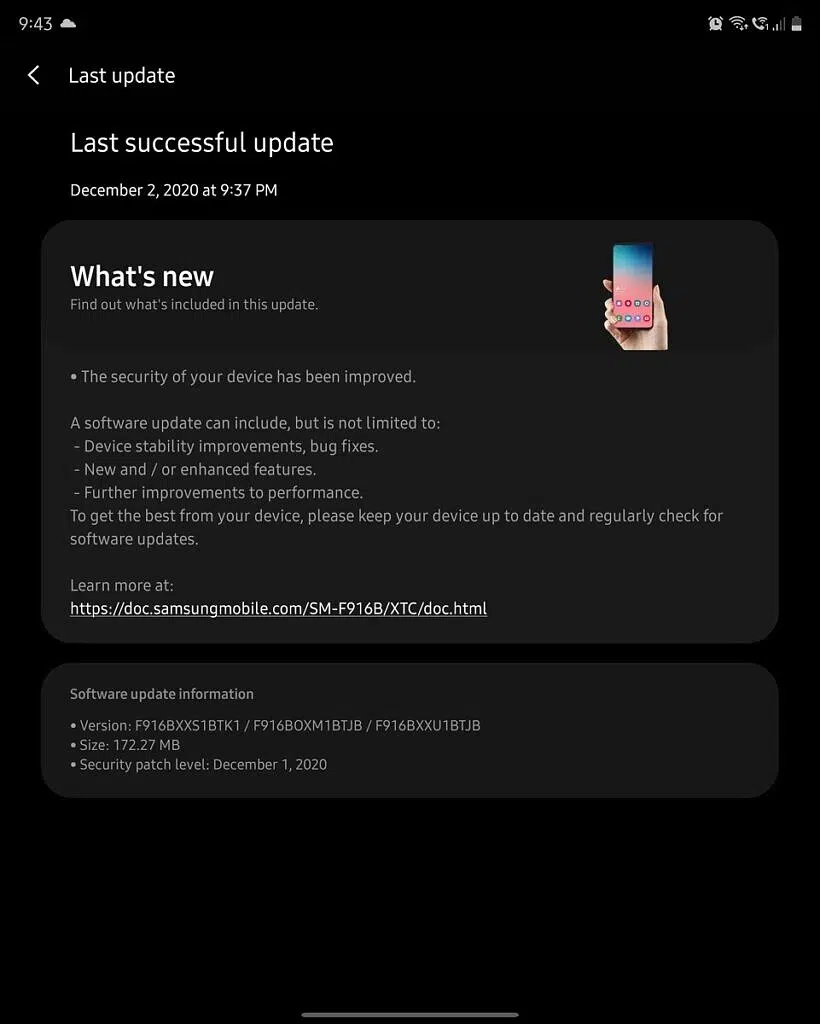 9:43
Last update
Last successful update
December 2, 2020 at 9:37 PM
What's new
Find out what's included in this update.
• The security of your device has been improved.
A software update can include, but is not limited to:
- Device stability improvements, bug fixes.
- New and / or enhanced features.
- Further improvements to performance.
To get the best from your device, please keep your device up to date and regularly check for
software updates.
Learn more at:
https://doc.samsungmobile.com/SM-F916B/XTC/doc.html
Software update information
• Version: F916BXXS1BTK1 / F916BOXM1BTJB / F916BXXU1BTJB
• Size: 172.27 MB
• Security patch level: December 1, 2020